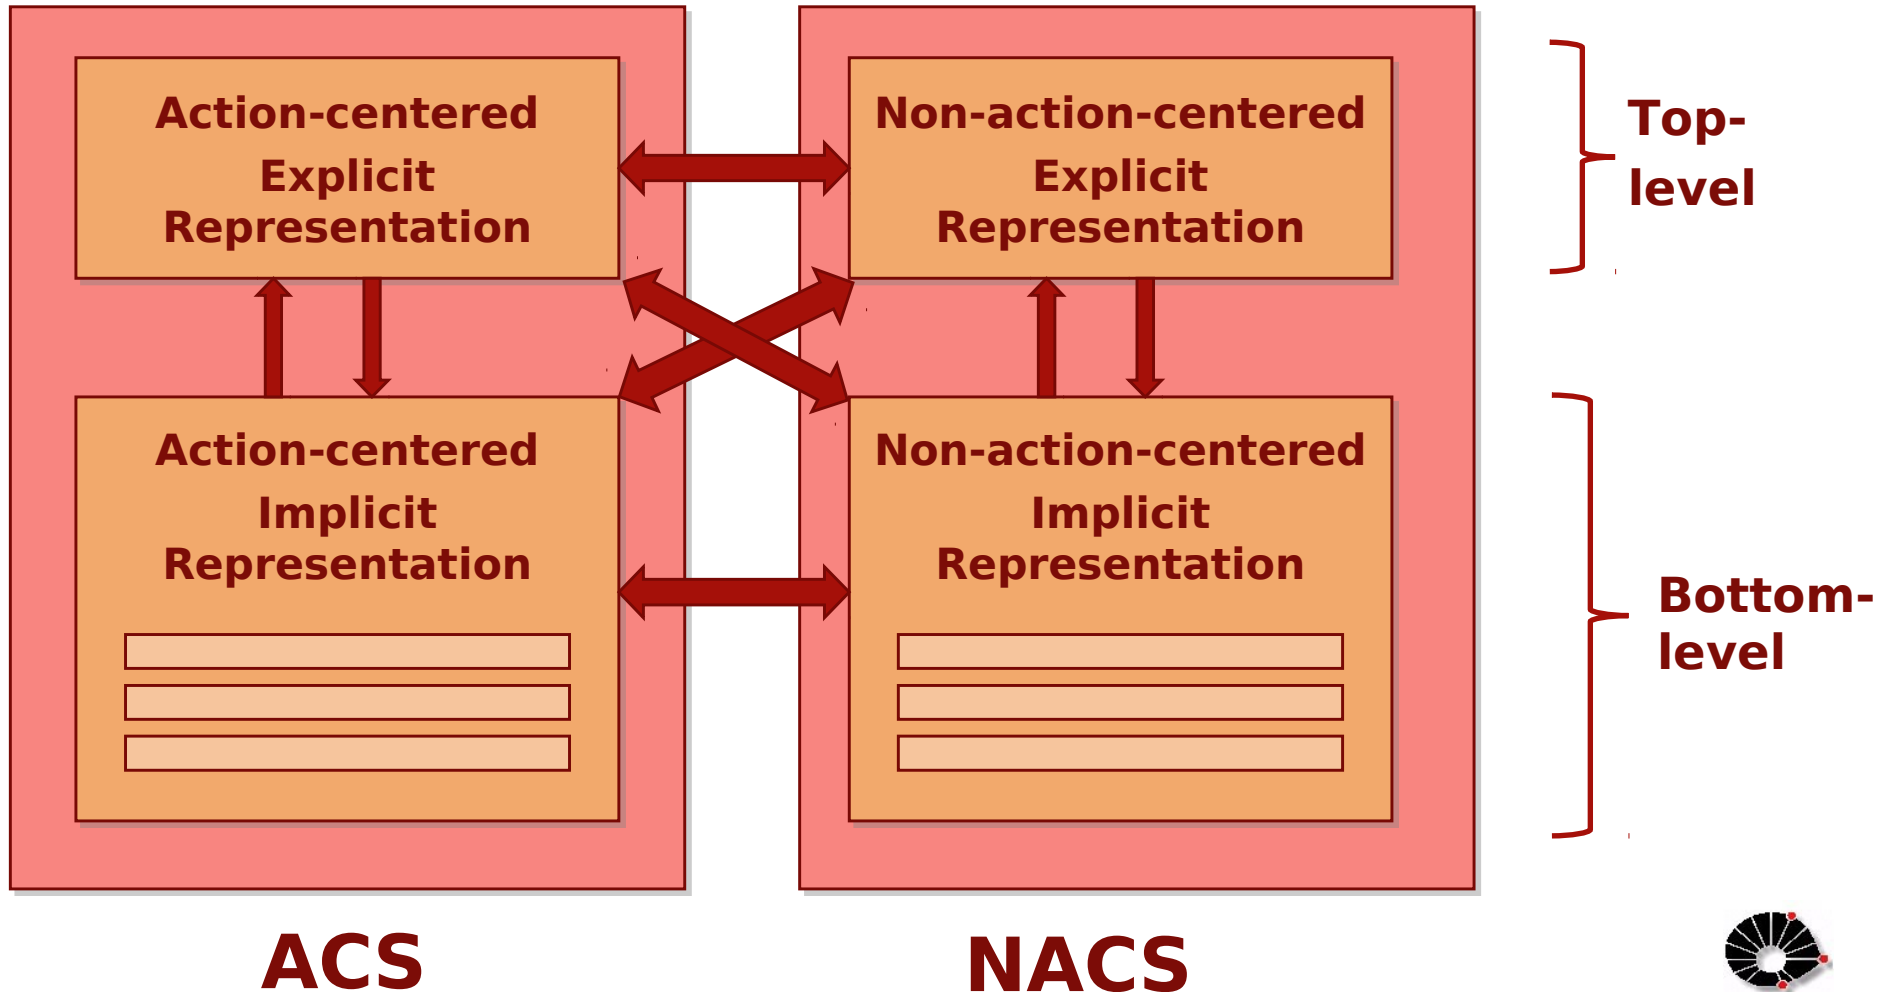 Action-centered
Explicit
Representation
Non-action-centered
Explicit
Representation
Top-
level
Action-centered
Implicit
Representation
Non-action-centered
Implicit
Representation
Bottom-
level
ACS
NACS